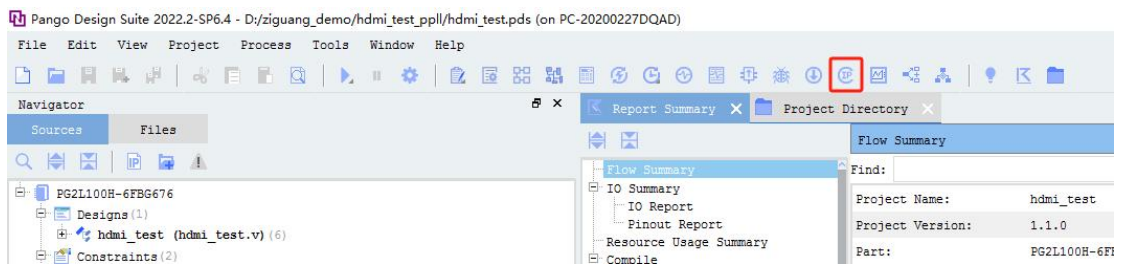 Pango Design Suite 2022.2-SP6.4 - D:/ziguang_demo/hdmi_test_ppll/hdmi_test.pds (on PC-20200227DQAD)
File Edit View Project Process Tools Window Help
IP
Navigator
Report Summary Project Directory
Sources Files
IP
Flow Summary
Flow Summary
Find:
PG2L100H-6FBG676
IO Summary
Project Name: hdmi_test
Designs(1)
IO Report
hdmi_test (hdmi_test.v)(6)
Pinout Report
Project Version: 1.1.0
Constraints(2)
Resource Usage Summary
Compile
Part: PG2L100H-6F